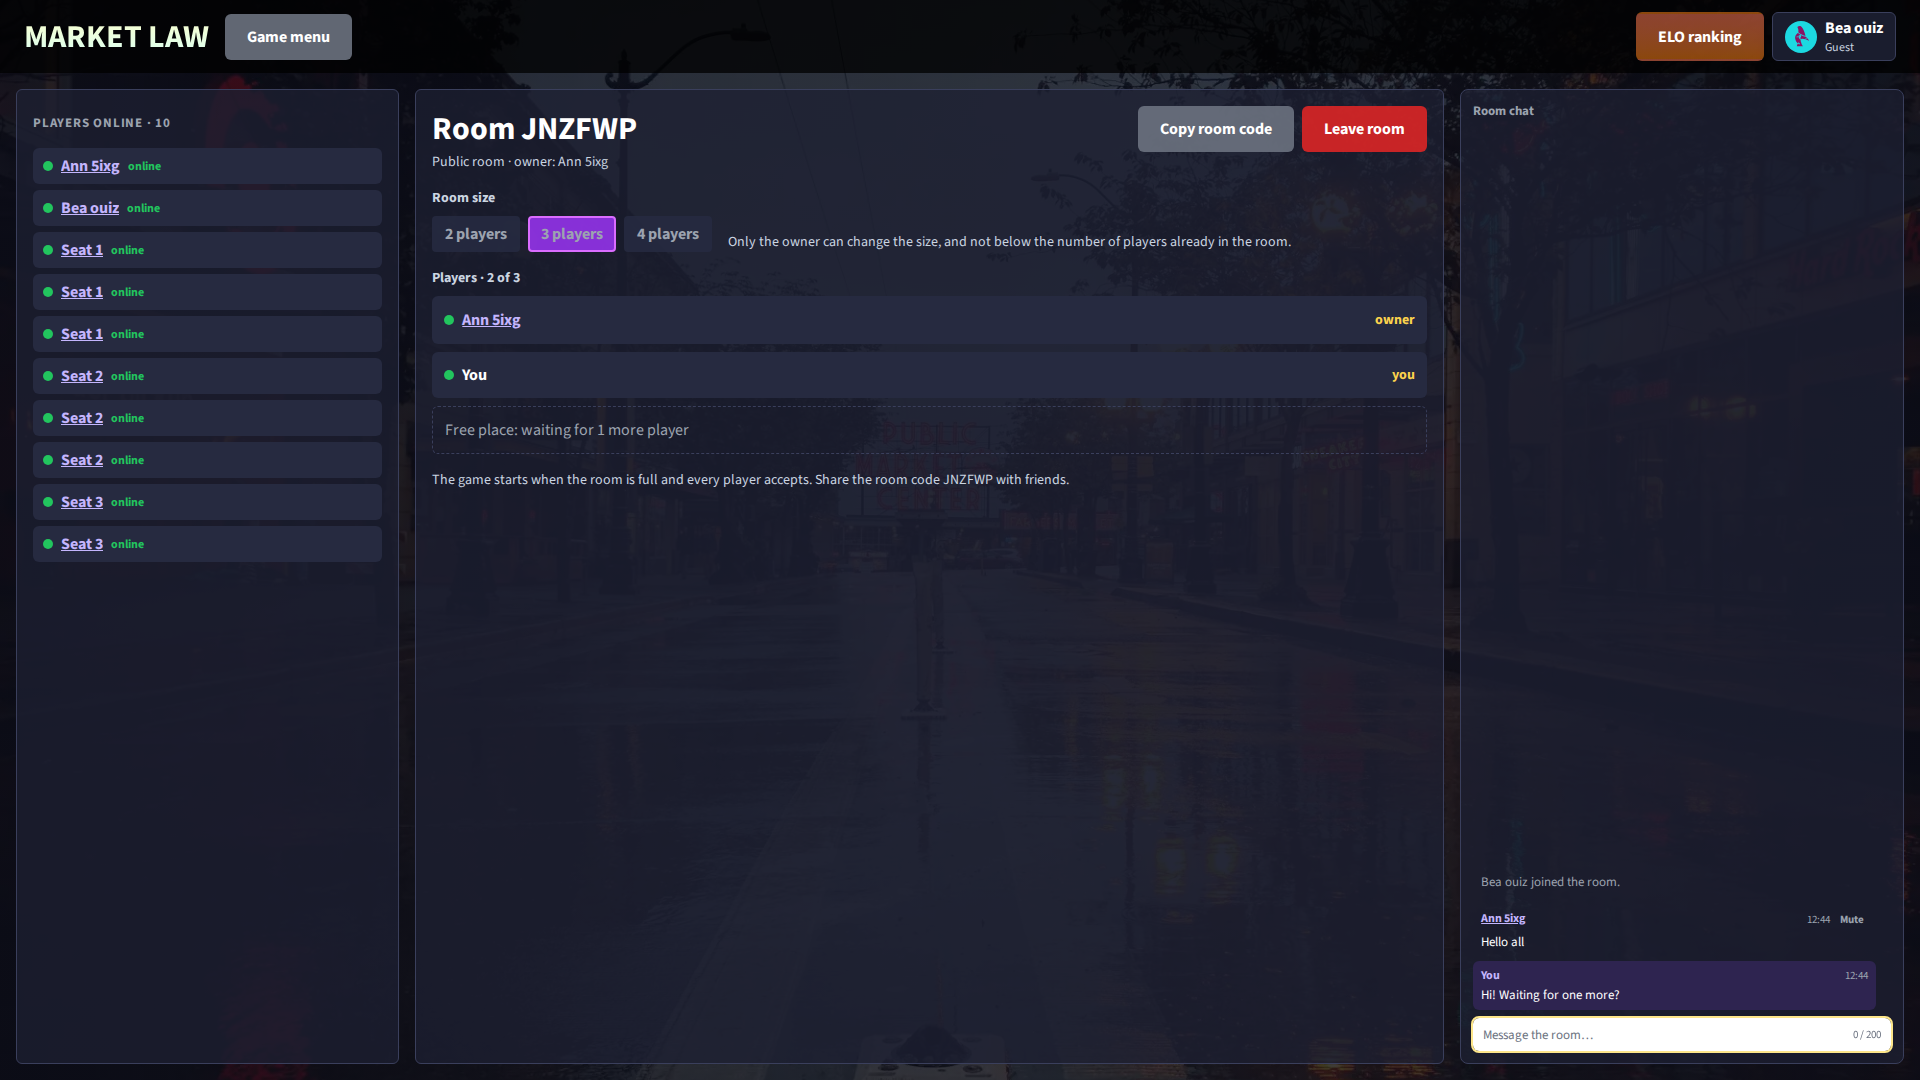 MARKET LAW
Game menu
ELO ranking
Bea ouiz
Guest
PLAYERS ONLINE · 10
Ann 5ixg online
Bea ouiz online
Seat 1 online
Seat 1 online
Seat 1 online
Seat 2 online
Seat 2 online
Seat 2 online
Seat 3 online
Seat 3 online
Room JNZFWP
Copy room code
Leave room
Public room · owner: Ann 5ixg
Room size
2 players
3 players
4 players
Only the owner can change the size, and not below the number of players already in the room.
Players · 2 of 3
Ann 5ixg owner
You you
Free place: waiting for 1 more player
The game starts when the room is full and every player accepts. Share the room code JNZFWP with friends.
Room chat
Bea ouiz joined the room.
Ann 5ixg 12:44 Mute
Hello all
You 12:44
Hi! Waiting for one more?
Message the room... 0 / 200